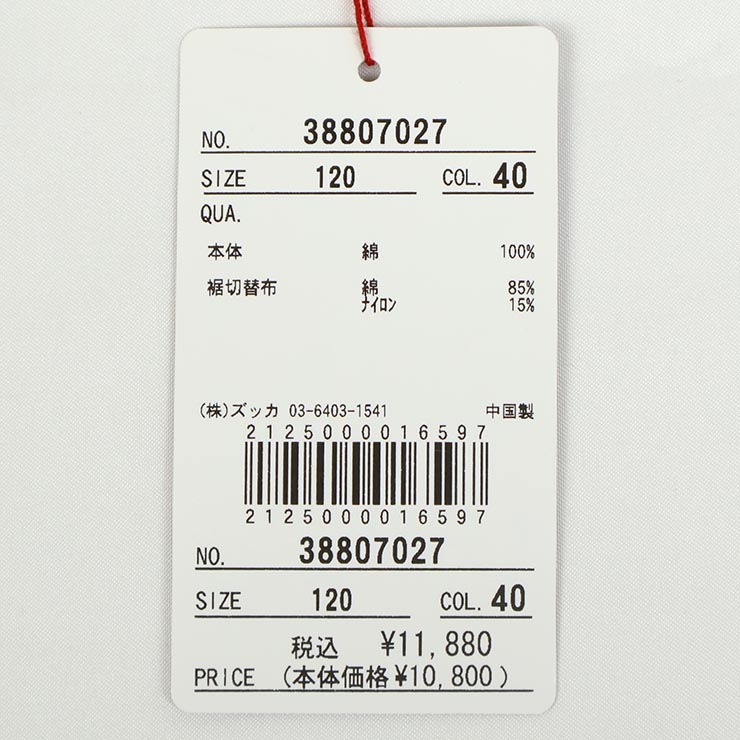 NO. 38807027
SIZE 120 COL. 40
QUA.
本体 綿 100%
裾切替布 綿 85%
ﾅｲﾛﾝ 15%
(株)ズッカ 03-6403-1541 中国製
2125000016597
2125000016597
NO. 38807027
SIZE 120 COL. 40
税込 ¥11,880
PRICE (本体価格¥10,800)